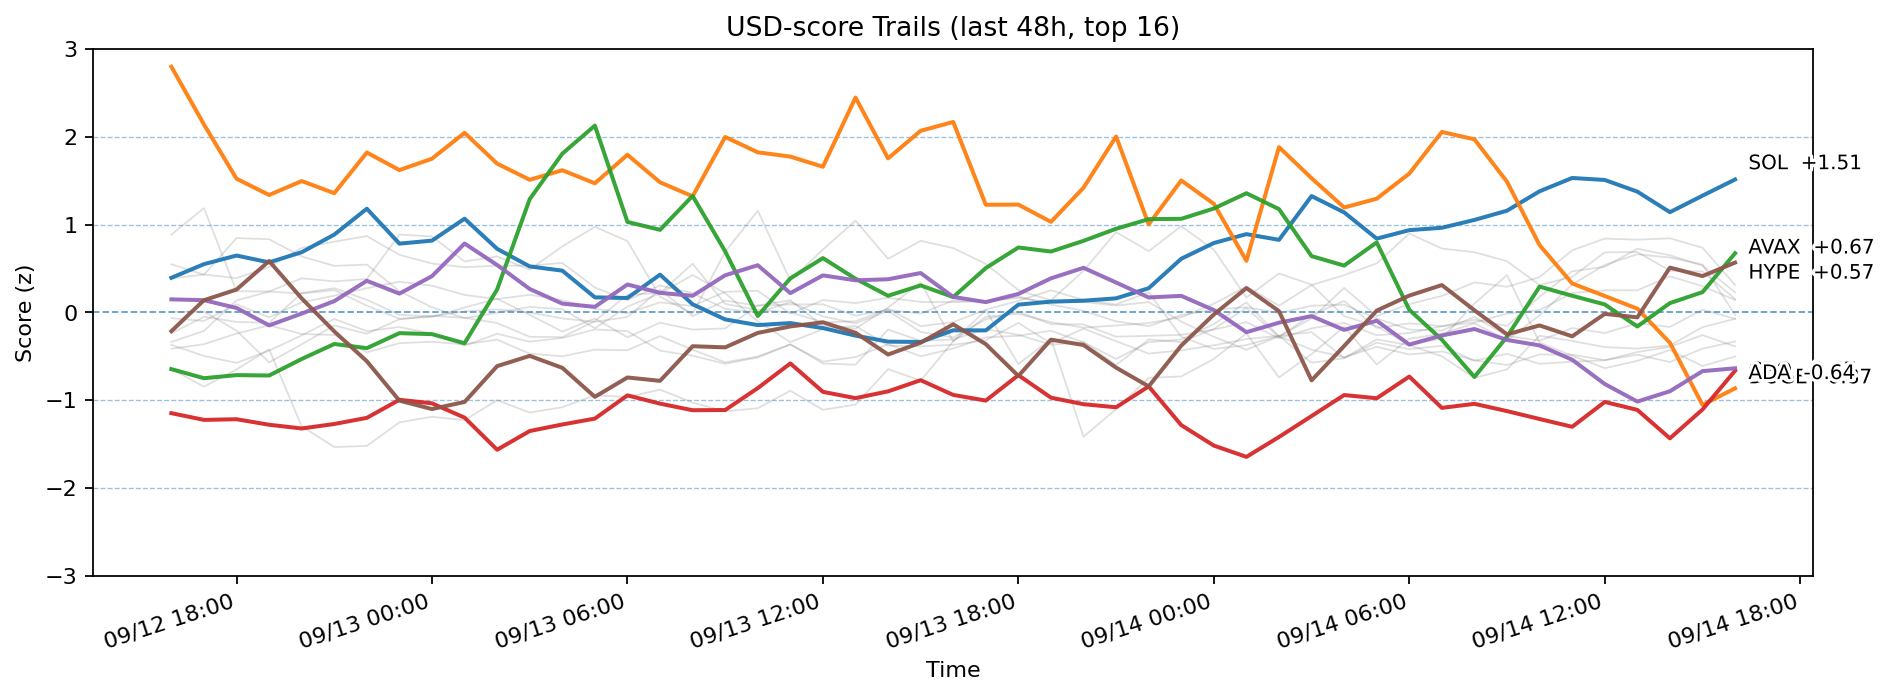 USD-score Trails (last 48h, top 16)
3
2
1
0
−1
−2
−3
Score (z)
SOL +1.51
AVAX +0.67
HYPE +0.57
ADA -0.64
09/12 18:00
09/13 00:00
09/13 06:00
09/13 12:00
09/13 18:00
09/14 00:00
09/14 06:00
09/14 12:00
09/14 18:00
Time